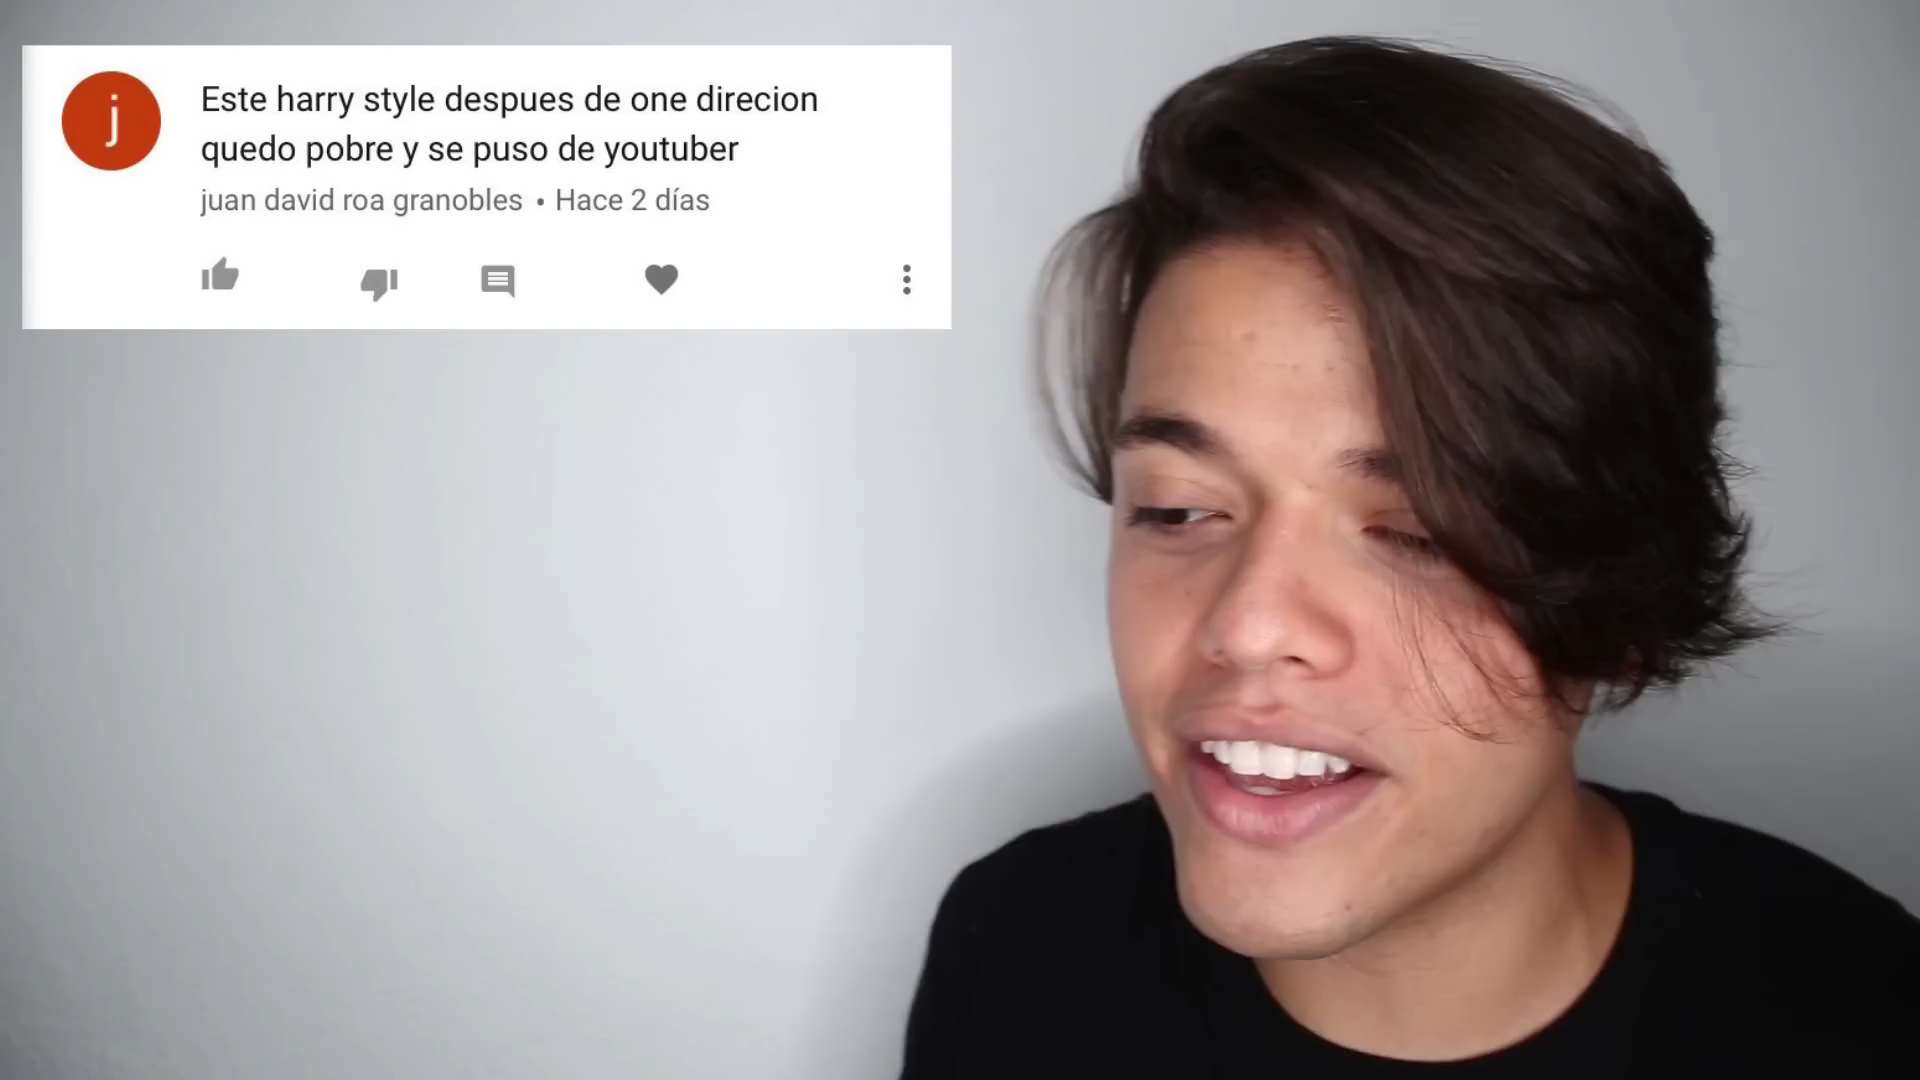 j
Este harry style despues de one direcion
quedo pobre y se puso de youtuber
juan david roa granobles • Hace 2 días